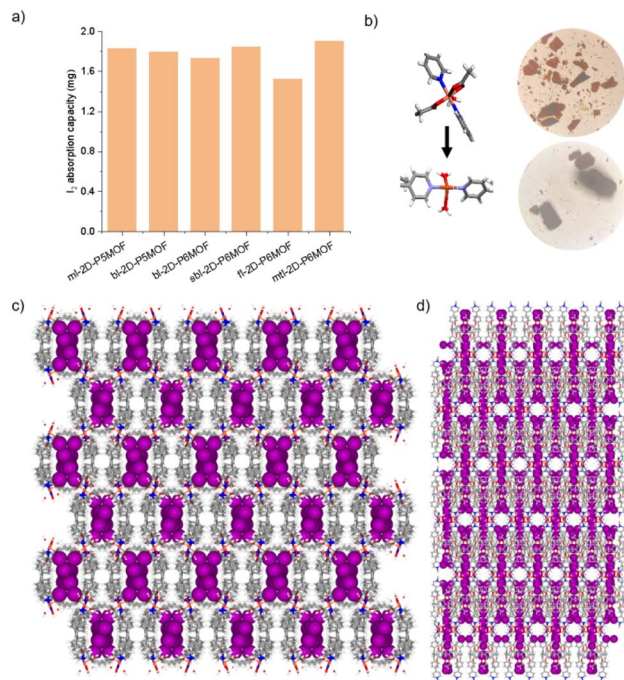 a)
b)
2.0
1.6
1.2
0.8
0.4
0.0
I₂ absorption capacity (mg)
ml-2D-P5MOF
bl-2D-P5MOF
bl-2D-P6MOF
sbl-2D-P6MOF
fl-2D-P6MOF
mtl-2D-P6MOF
c)
d)